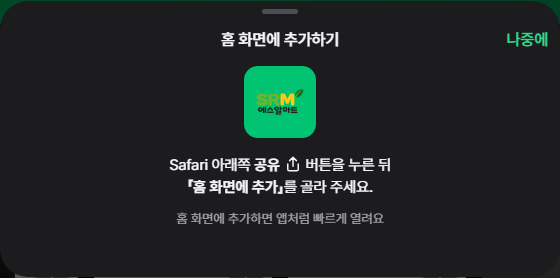 홈 화면에 추가하기
나중에
SRM
에스알마트
Safari 아래쪽 공유 버튼을 누른 뒤
「홈 화면에 추가」를 골라 주세요.
홈 화면에 추가하면 앱처럼 빠르게 열려요